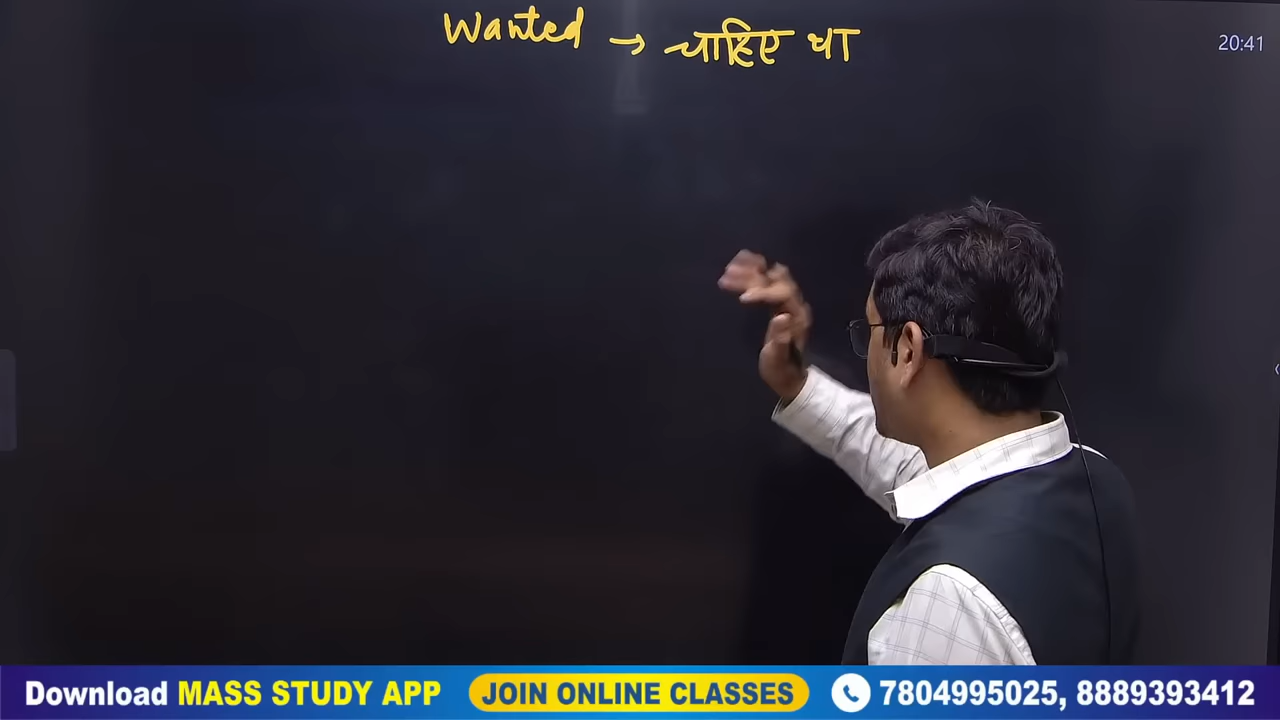 Wanted → चाहिए था
20:41
Download MASS STUDY APP JOIN ONLINE CLASSES 7804995025, 8889393412